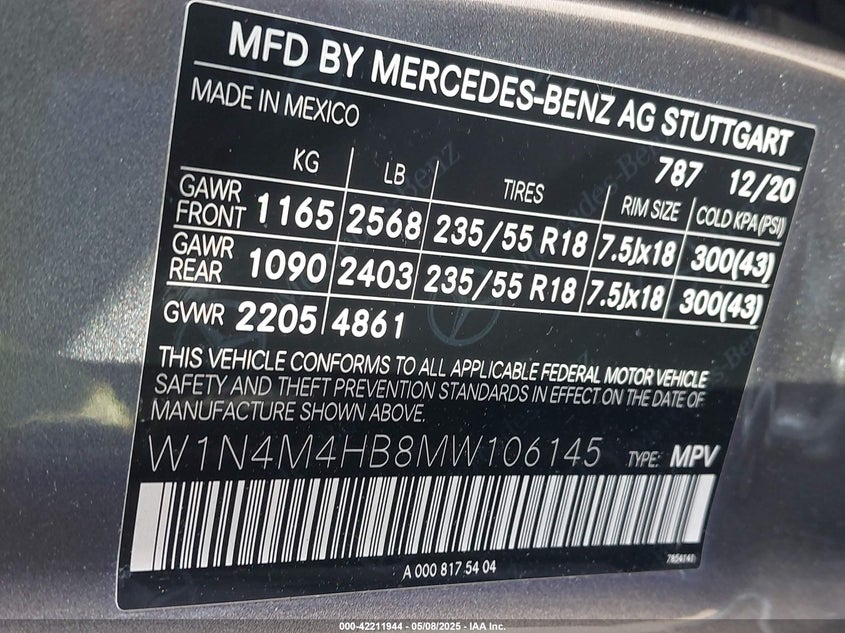 MFD BY MERCEDES-BENZ AG STUTTGART
MADE IN MEXICO
787 12/20
KG LB TIRES RIM SIZE COLD KPA(PSI)
GAWR FRONT 1165 2568 235/55 R18 7.5Jx18 300(43)
GAWR REAR 1090 2403 235/55 R18 7.5Jx18 300(43)
GVWR 2205 4861
THIS VEHICLE CONFORMS TO ALL APPLICABLE FEDERAL MOTOR VEHICLE
SAFETY AND THEFT PREVENTION STANDARDS IN EFFECT ON THE DATE OF
MANUFACTURE SHOWN ABOVE.
W1N4M4HB8MW106145 TYPE: MPV
7854141
A 000 817 54 04
000-42211944 - 05/08/2025 - IAA Inc.